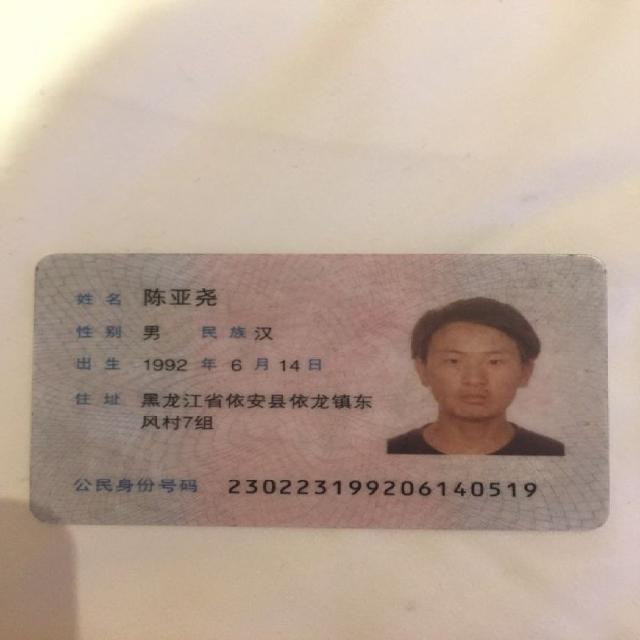 姓名 陈亚尧
性别 男 民族 汉
出生 1992 年 6 月 14 日
住址 黑龙江省依安县依龙镇东
风村7组
公民身份号码 230223199206140519